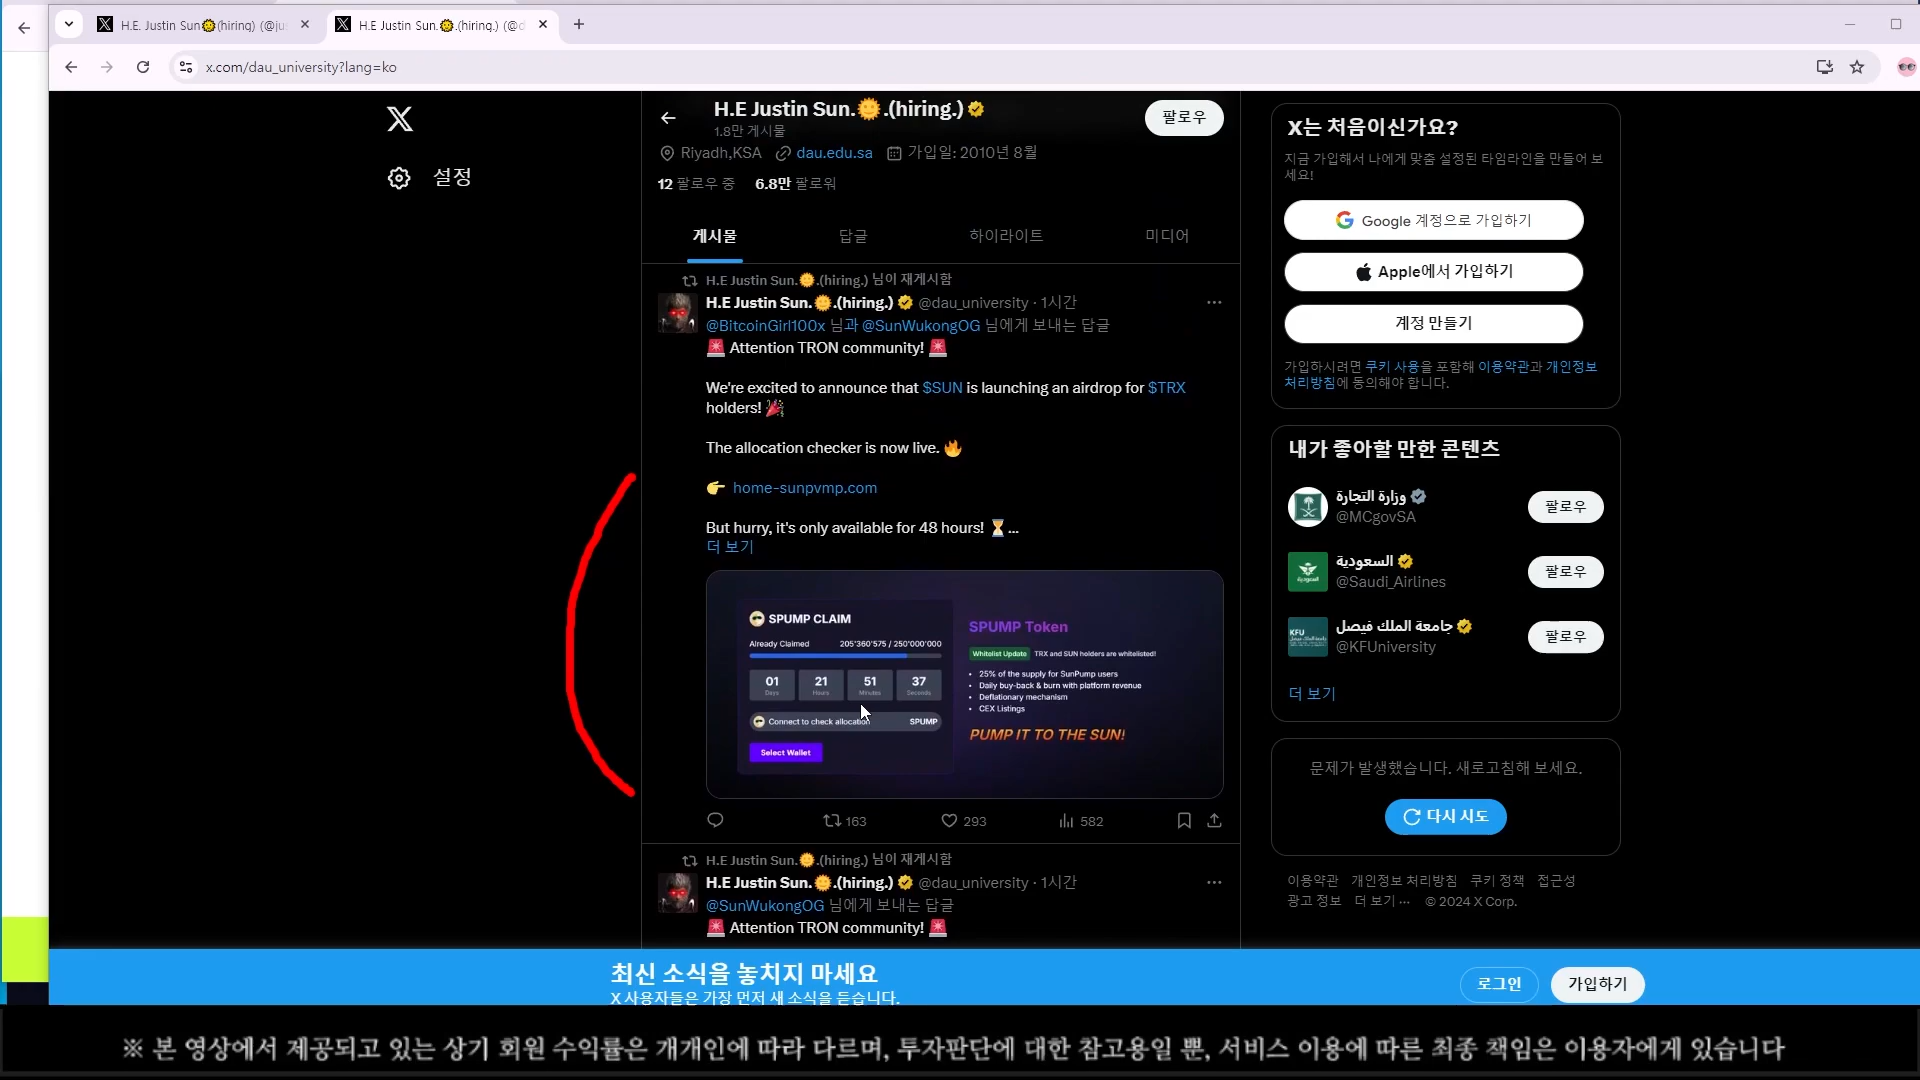 H.E. Justin Sun🌞(hiring) (@ju
H.E Justin Sun.🌞.(hiring.) (@d
x.com/dau_university?lang=ko
설정
H.E Justin Sun.🌞.(hiring.)
1.8만 게시물
팔로우
Riyadh,KSA dau.edu.sa 가입일: 2010년 8월
12 팔로우 중 6.8만 팔로워
게시물 답글 하이라이트 미디어
H.E Justin Sun.🌞.(hiring.) 님이 재게시함
H.E Justin Sun.🌞.(hiring.) @dau_university · 1시간
@BitcoinGirl100x 님과 @SunWukongOG 님에게 보내는 답글
🚨 Attention TRON community! 🚨
We're excited to announce that $SUN is launching an airdrop for $TRX
holders! 🎉
The allocation checker is now live. 🔥
👉 home-sunpvmp.com
But hurry, it's only available for 48 hours! ⏳...
더 보기
SPUMP CLAIM
Already Claimed 205'360'575 / 250'000'000
01 21 51 37
Days Hours Minutes Seconds
Connect to check allocation SPUMP
Select Wallet
SPUMP Token
Whitelist Update TRX and SUN holders are whitelisted!
• 25% of the supply for SunPump users
• Daily buy-back & burn with platform revenue
• Deflationary mechanism
• CEX Listings
PUMP IT TO THE SUN!
163 293 582
H.E Justin Sun.🌞.(hiring.) 님이 재게시함
H.E Justin Sun.🌞.(hiring.) @dau_university · 1시간
@SunWukongOG 님에게 보내는 답글
🚨 Attention TRON community! 🚨
X는 처음이신가요?
지금 가입해서 나에게 맞춤 설정된 타임라인을 만들어 보
세요!
Google 계정으로 가입하기
Apple에서 가입하기
계정 만들기
가입하시려면 쿠키 사용을 포함해 이용약관과 개인정보
처리방침에 동의해야 합니다.
내가 좋아할 만한 콘텐츠
وزارة التجارة
@MCgovSA
팔로우
السعودية
@Saudi_Airlines
팔로우
KFU
جامعة الملك فيصل
@KFUniversity
팔로우
더 보기
문제가 발생했습니다. 새로고침해 보세요.
다시 시도
이용약관 개인정보 처리방침 쿠키 정책 접근성
광고 정보 더 보기 ··· © 2024 X Corp.
최신 소식을 놓치지 마세요
X 사용자들은 가장 먼저 새 소식을 듣습니다.
로그인 가입하기
※ 본 영상에서 제공되고 있는 상기 회원 수익률은 개개인에 따라 다르며, 투자판단에 대한 참고용일 뿐, 서비스 이용에 따른 최종 책임은 이용자에게 있습니다